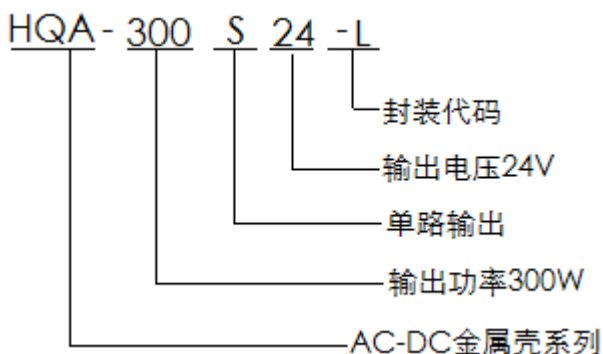 HQA-300 S 24 -L
封装代码
输出电压24V
单路输出
输出功率300W
AC-DC金属壳系列